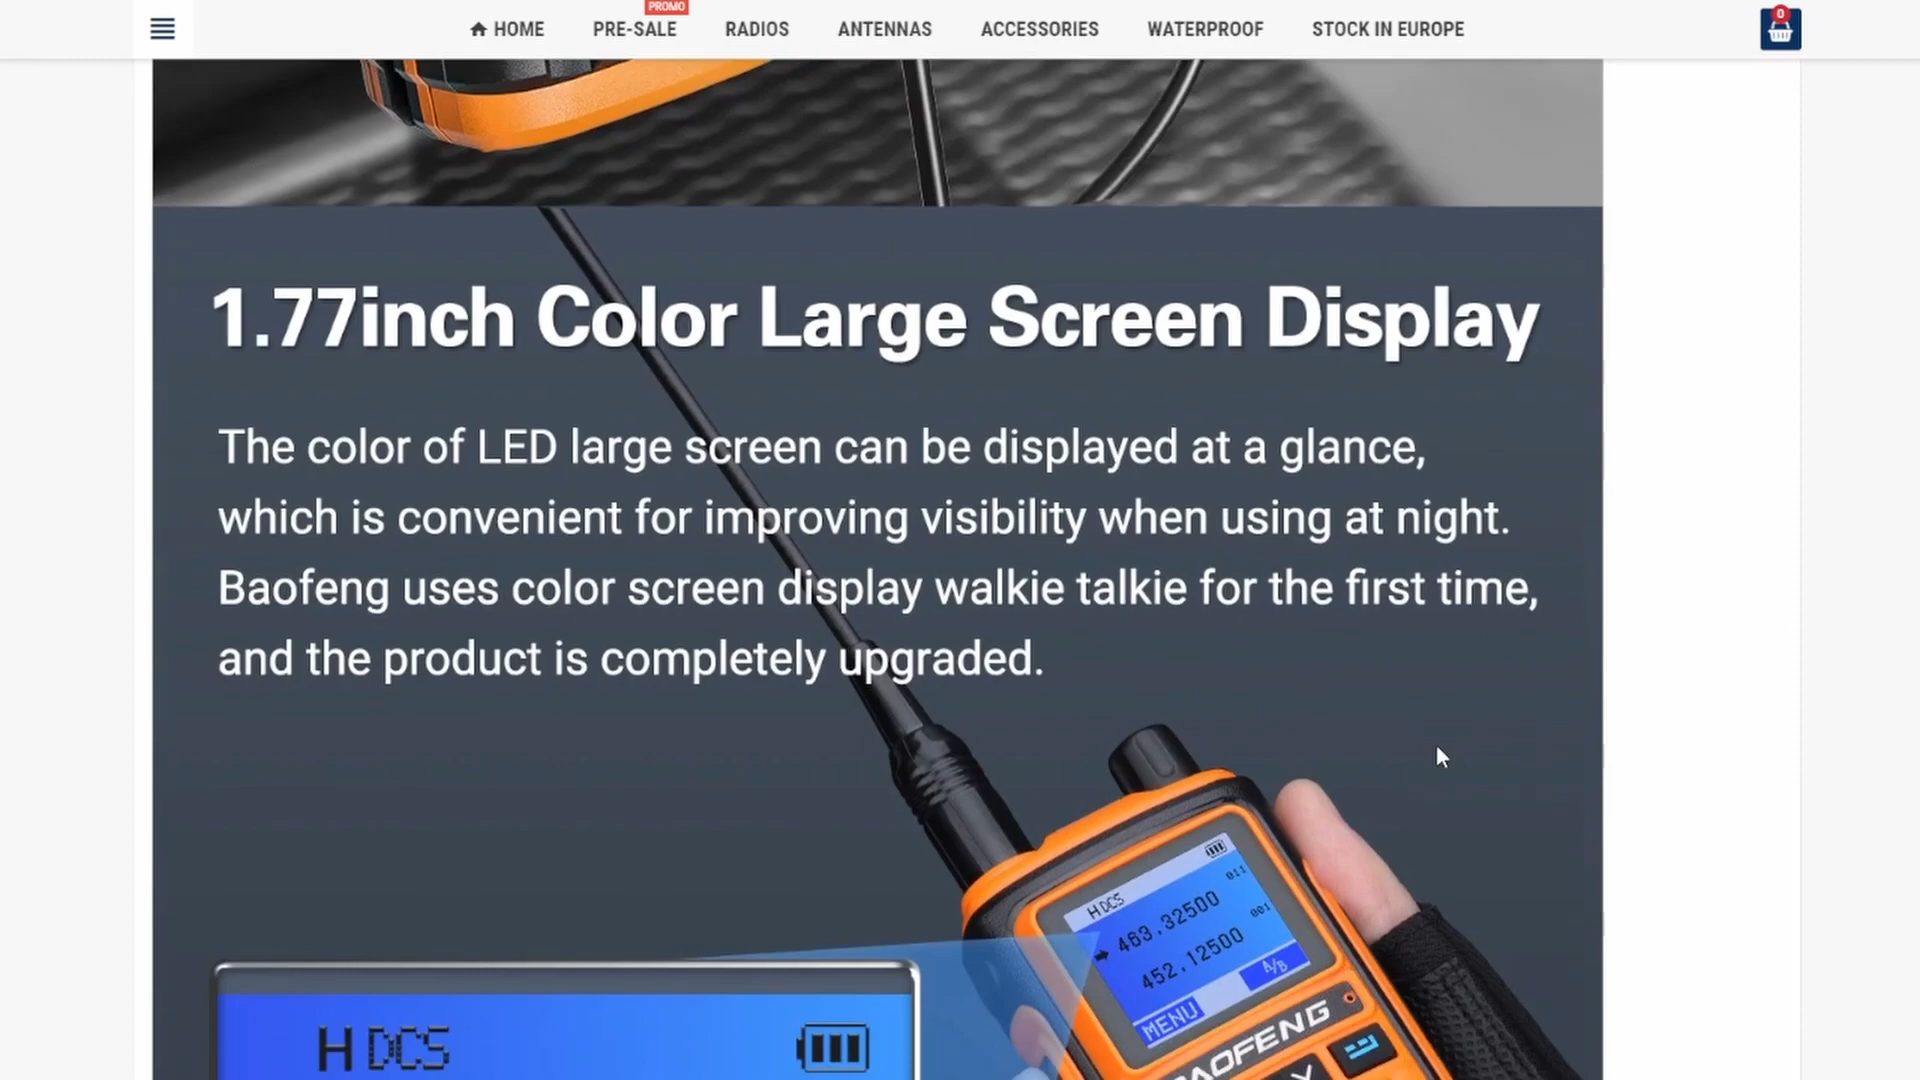 HOME
PRE-SALE
PROMO
RADIOS
ANTENNAS
ACCESSORIES
WATERPROOF
STOCK IN EUROPE
0
1.77inch Color Large Screen Display
The color of LED large screen can be displayed at a glance,
which is convenient for improving visibility when using at night.
Baofeng uses color screen display walkie talkie for the first time,
and the product is completely upgraded.
H DCS
011
463.32500
001
452.12500
A/B
MENU
BAOFENG
H DCS